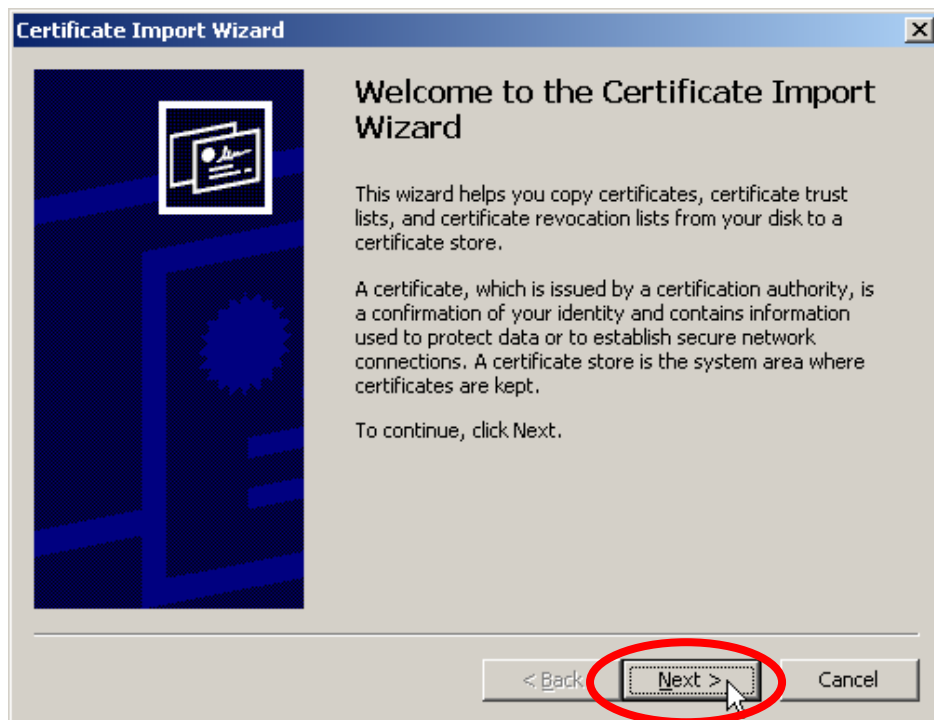 Certificate Import Wizard
Welcome to the Certificate Import
Wizard
This wizard helps you copy certificates, certificate trust
lists, and certificate revocation lists from your disk to a
certificate store.
A certificate, which is issued by a certification authority, is
a confirmation of your identity and contains information
used to protect data or to establish secure network
connections. A certificate store is the system area where
certificates are kept.
To continue, click Next.
< Back Next > Cancel